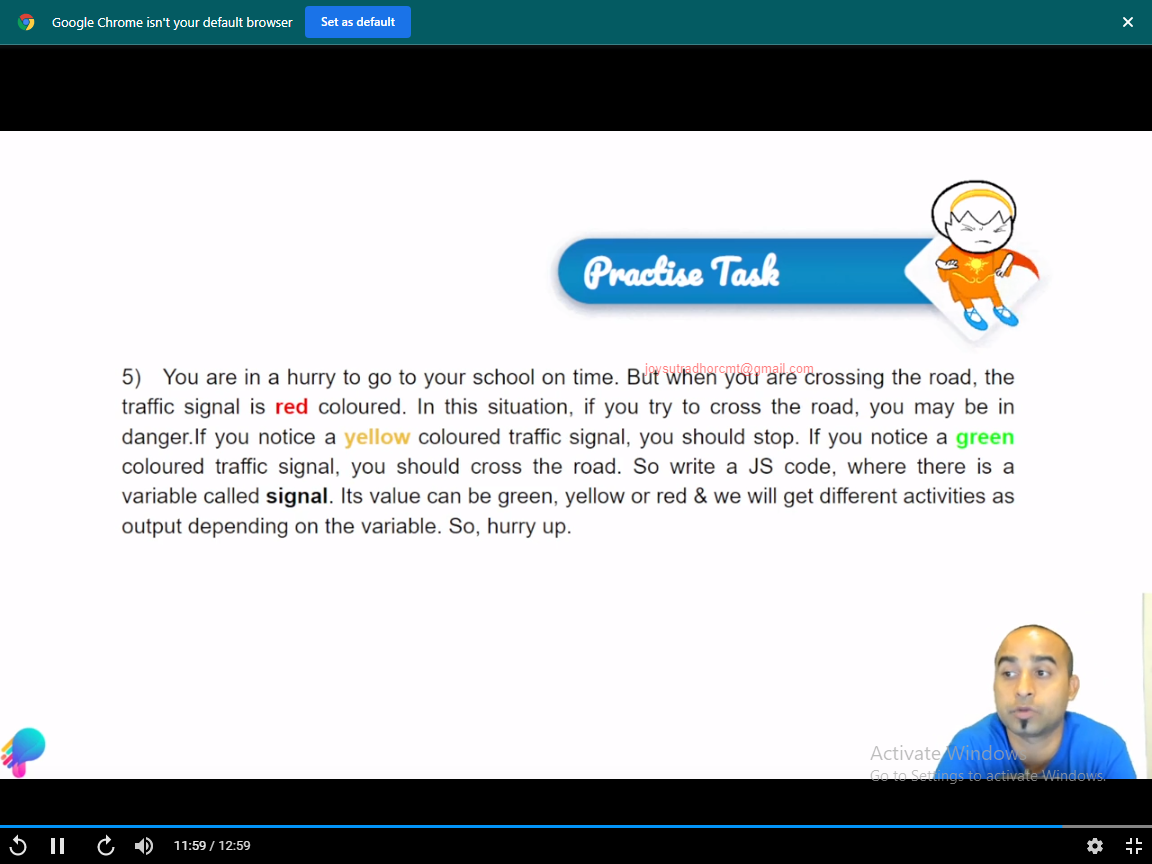 Google Chrome isn't your default browser Set as default
Practise Task
joysutradhorcmt@gmail.com
5) You are in a hurry to go to your school on time. But when you are crossing the road, the
traffic signal is red coloured. In this situation, if you try to cross the road, you may be in
danger.If you notice a yellow coloured traffic signal, you should stop. If you notice a green
coloured traffic signal, you should cross the road. So write a JS code, where there is a
variable called signal. Its value can be green, yellow or red & we will get different activities as
output depending on the variable. So, hurry up.
Activate Windows
Go to Settings to activate Windows.
11:59 / 12:59